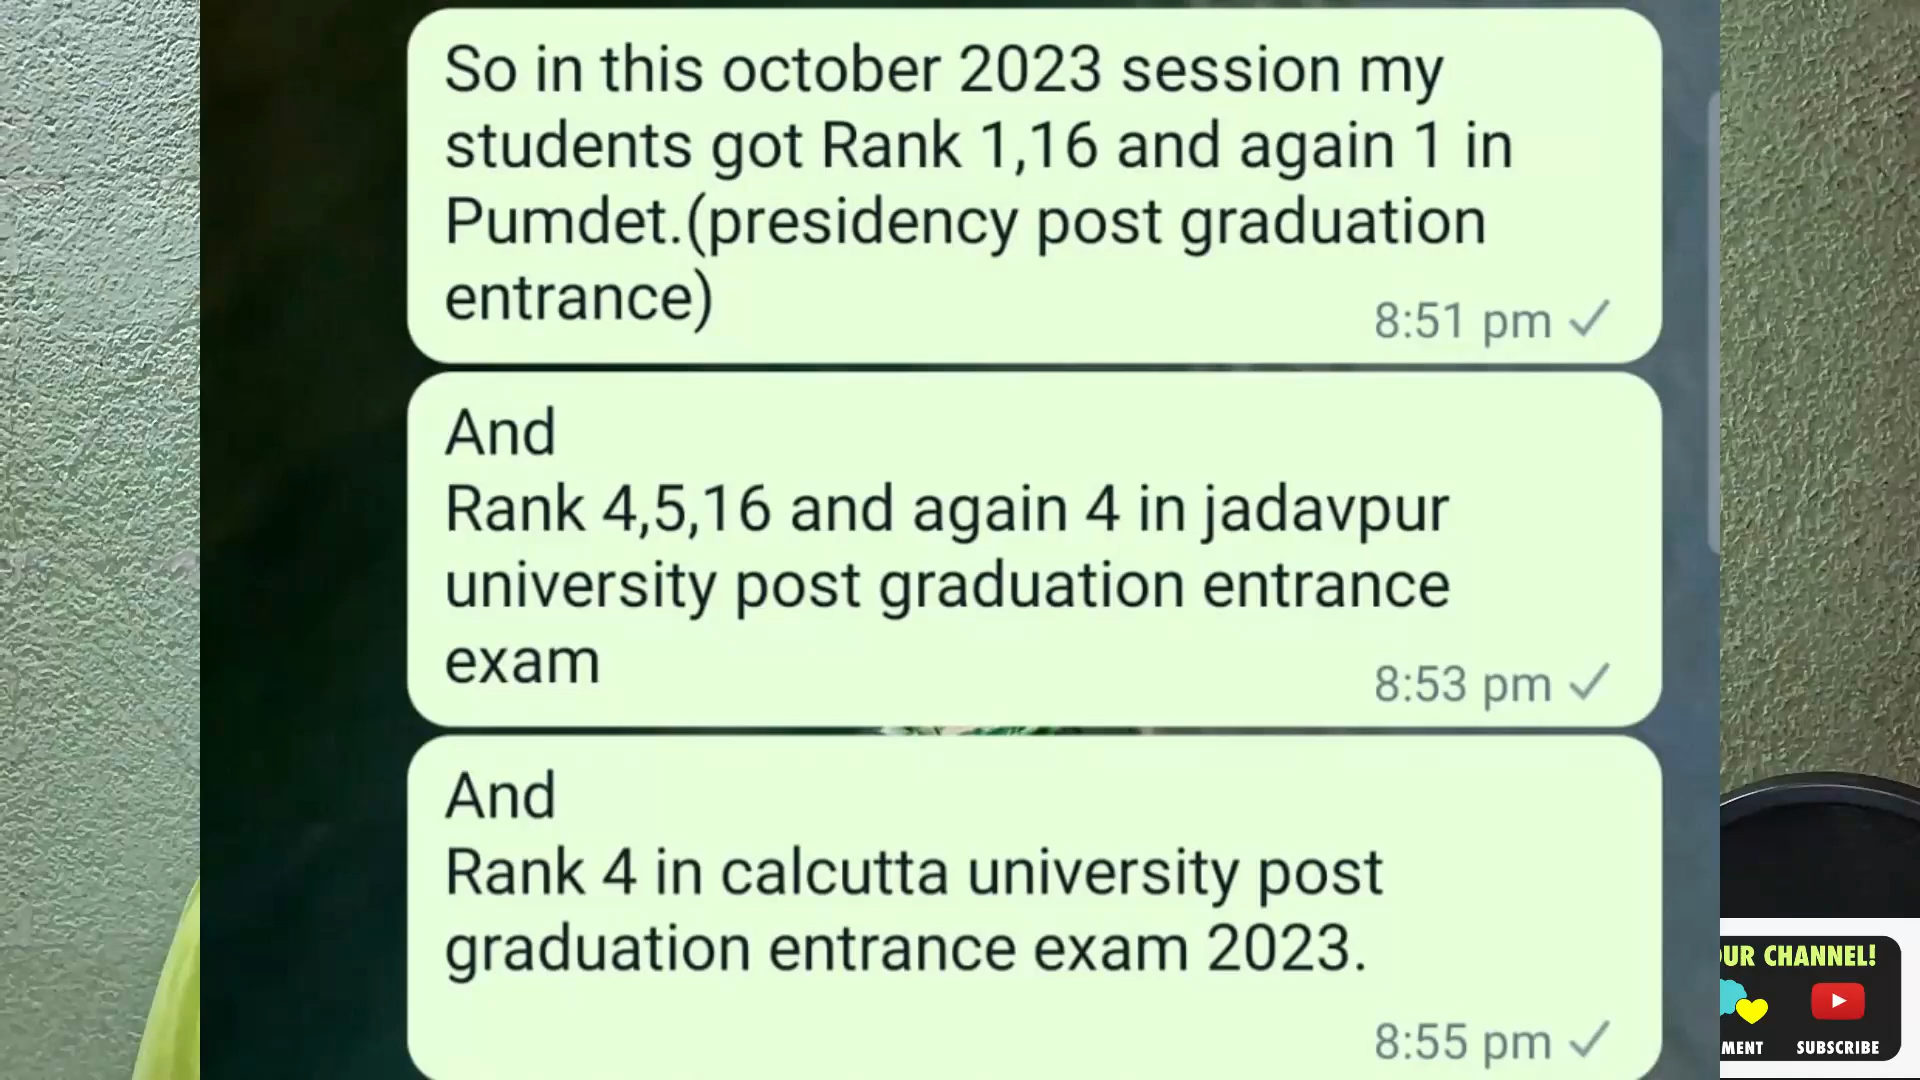 So in this october 2023 session my
students got Rank 1,16 and again 1 in
Pumdet.(presidency post graduation
entrance)
8:51 pm
And
Rank 4,5,16 and again 4 in jadavpur
university post graduation entrance
exam
8:53 pm
And
Rank 4 in calcutta university post
graduation entrance exam 2023.
8:55 pm
UR CHANNEL!
MENT SUBSCRIBE